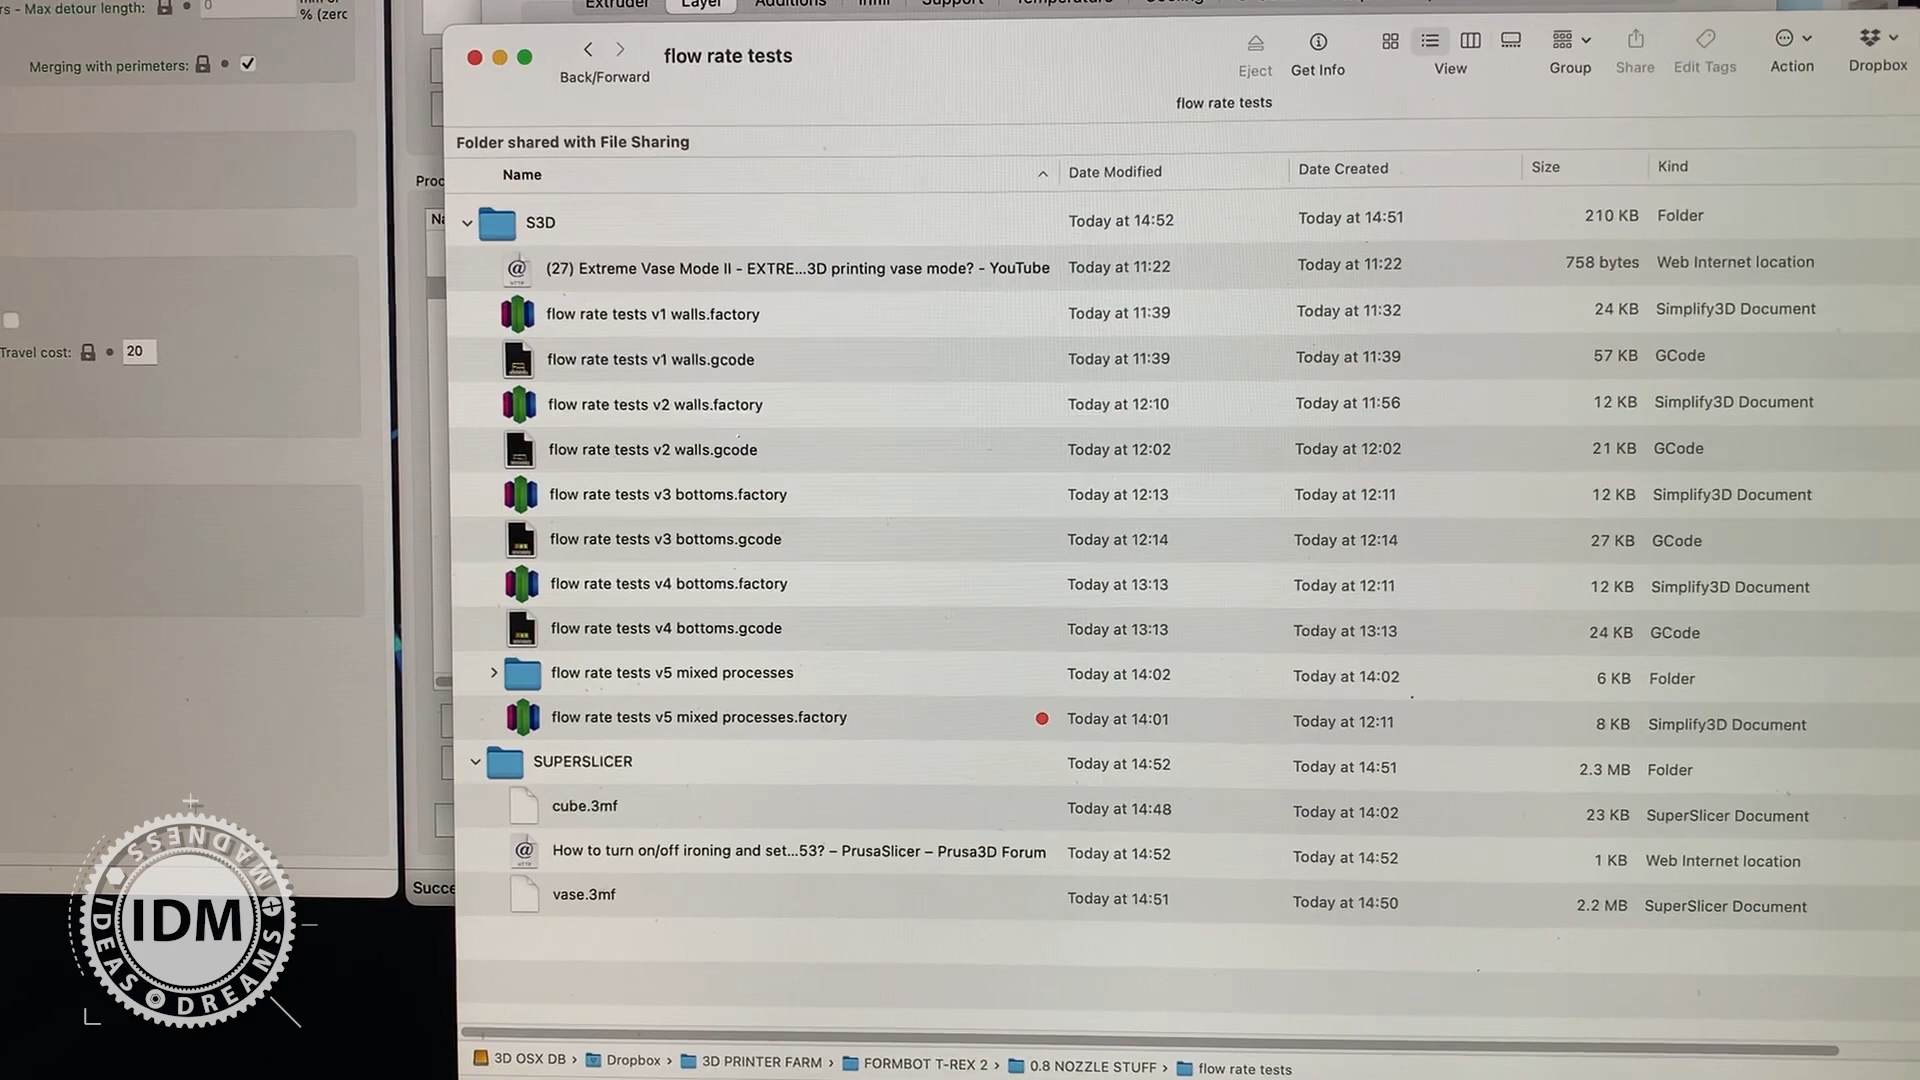 Extruder Layer Additions Infill Support Temperature Cooling
rs - Max detour length: 0
% (zerc
Merging with perimeters:
Travel cost: 20
Proc
Na
Succe
Back/Forward
flow rate tests
Eject
Get Info
View
Group
Share
Edit Tags
Action
Dropbox
flow rate tests
Folder shared with File Sharing
Name Date Modified Date Created Size Kind
S3D Today at 14:52 Today at 14:51 210 KB Folder
(27) Extreme Vase Mode II - EXTRE...3D printing vase mode? - YouTube Today at 11:22 Today at 11:22 758 bytes Web Internet location
flow rate tests v1 walls.factory Today at 11:39 Today at 11:32 24 KB Simplify3D Document
flow rate tests v1 walls.gcode Today at 11:39 Today at 11:39 57 KB GCode
flow rate tests v2 walls.factory Today at 12:10 Today at 11:56 12 KB Simplify3D Document
flow rate tests v2 walls.gcode Today at 12:02 Today at 12:02 21 KB GCode
flow rate tests v3 bottoms.factory Today at 12:13 Today at 12:11 12 KB Simplify3D Document
flow rate tests v3 bottoms.gcode Today at 12:14 Today at 12:14 27 KB GCode
flow rate tests v4 bottoms.factory Today at 13:13 Today at 12:11 12 KB Simplify3D Document
flow rate tests v4 bottoms.gcode Today at 13:13 Today at 13:13 24 KB GCode
flow rate tests v5 mixed processes Today at 14:02 Today at 14:02 6 KB Folder
flow rate tests v5 mixed processes.factory Today at 14:01 Today at 12:11 8 KB Simplify3D Document
SUPERSLICER Today at 14:52 Today at 14:51 2.3 MB Folder
cube.3mf Today at 14:48 Today at 14:02 23 KB SuperSlicer Document
How to turn on/off ironing and set...53? – PrusaSlicer – Prusa3D Forum Today at 14:52 Today at 14:52 1 KB Web Internet location
vase.3mf Today at 14:51 Today at 14:50 2.2 MB SuperSlicer Document
3D OSX DB › Dropbox › 3D PRINTER FARM › FORMBOT T-REX 2 › 0.8 NOZZLE STUFF › flow rate tests
IDM
IDEAS DREAMS MADNESS